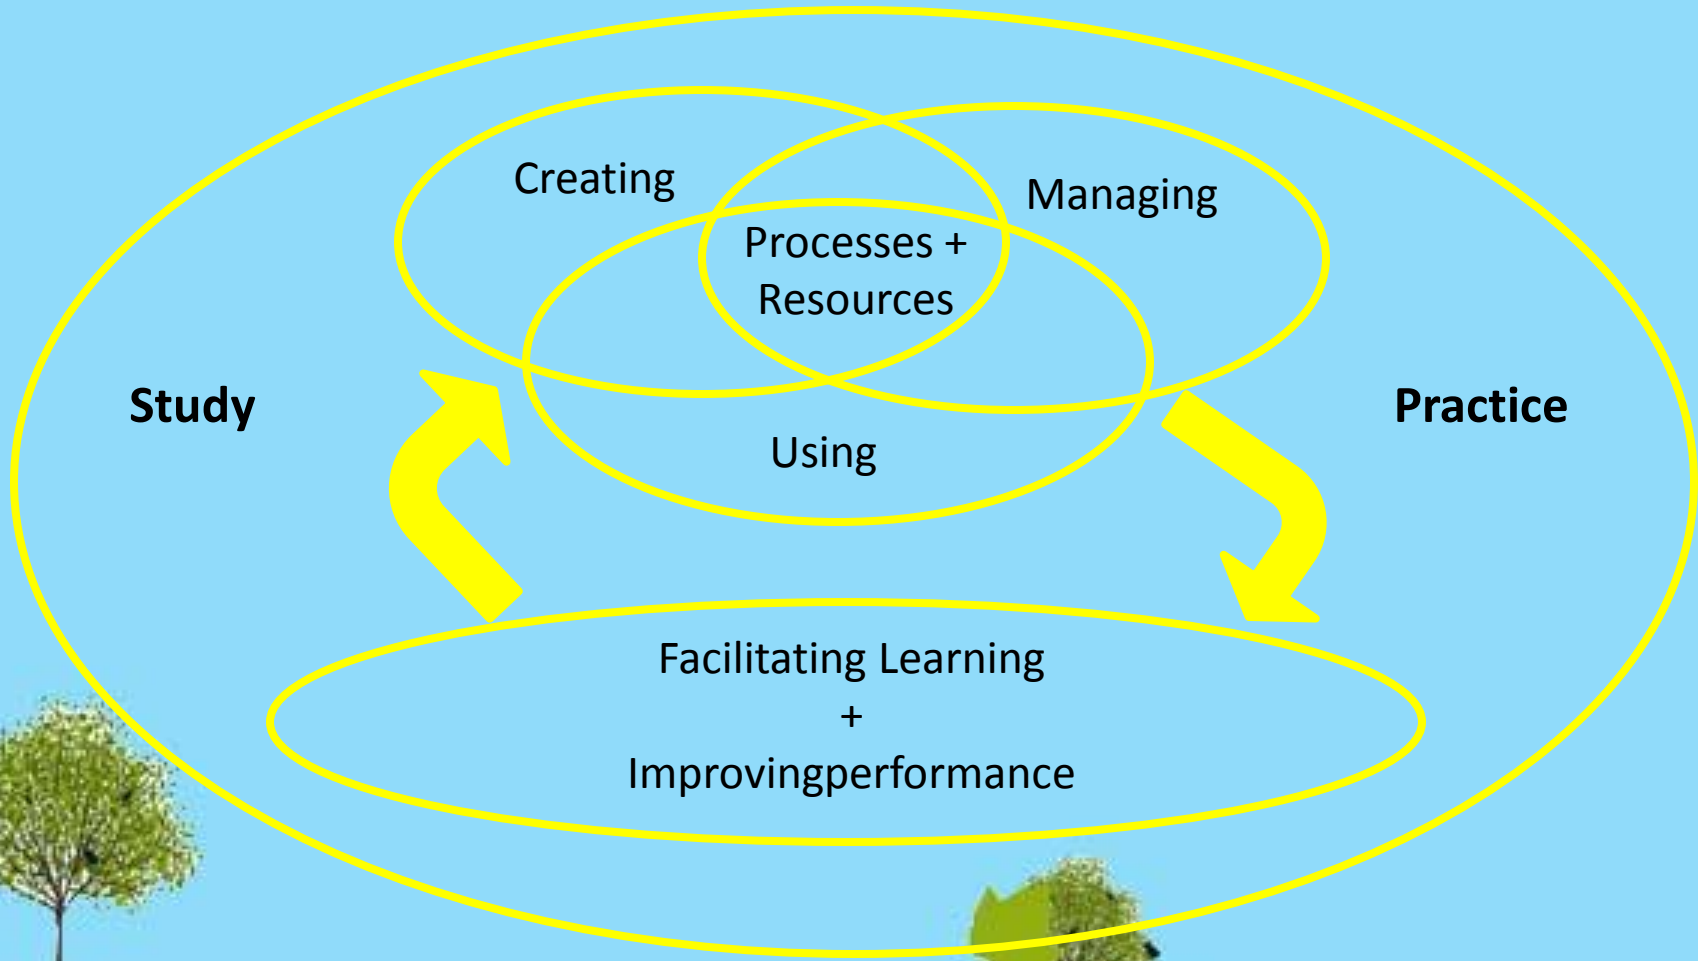 Creating
Managing
Processes +
Resources
Study
Practice
Using
Facilitating Learning
+
Improvingperformance